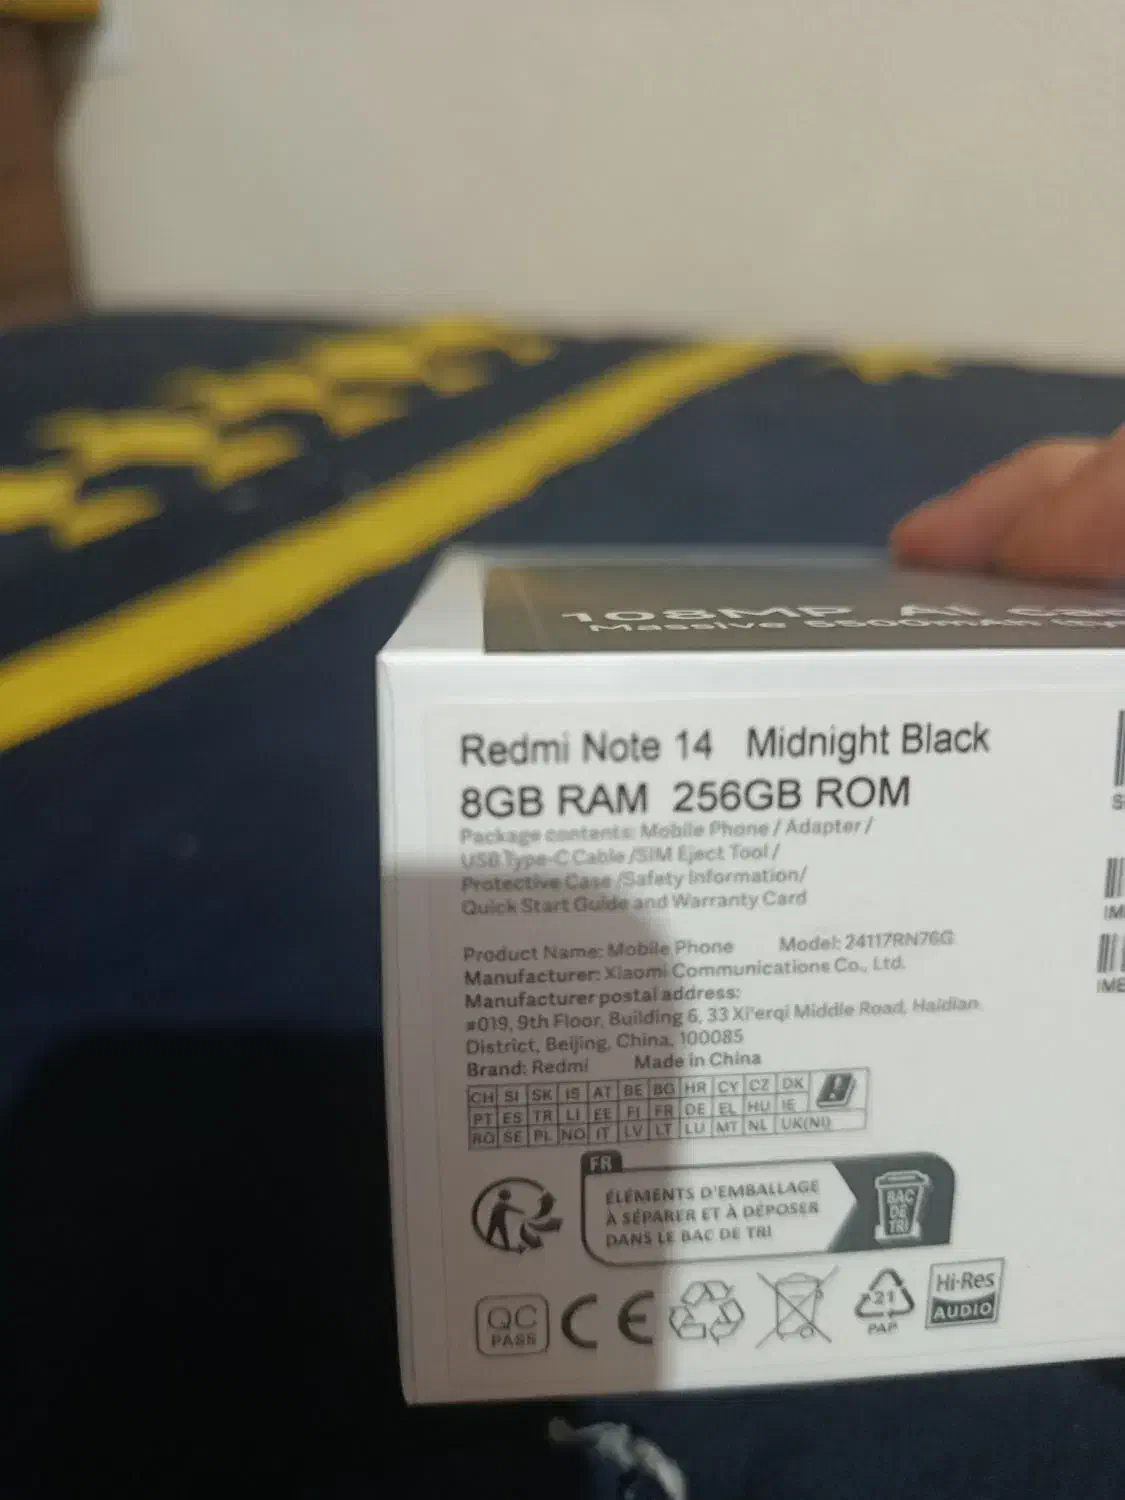 108MP AI
Massive 5500mAh
Redmi Note 14 Midnight Black
8GB RAM 256GB ROM
Package contents: Mobile Phone / Adapter /
USB Type-C Cable /SIM Eject Tool /
Protective Case /Safety Information/
Quick Start Guide and Warranty Card
Product Name: Mobile Phone Model: 24117RN76G
Manufacturer: Xiaomi Communications Co., Ltd.
Manufacturer postal address:
#019, 9th Floor, Building 6, 33 Xi'erqi Middle Road, Haidian
District, Beijing, China, 100085
Brand: Redmi Made in China
CH SI SK IS AT BE BG HR CY CZ DK
PT ES TR LI EE FI FR DE EL HU IE
RO SE PL NO IT LV LT LU MT NL UK(NI)
FR
ÉLÉMENTS D'EMBALLAGE
À SÉPARER ET À DÉPOSER
DANS LE BAC DE TRI
BAC
DE
TRI
QC
PASS
CE
21
PAP
Hi-Res
AUDIO